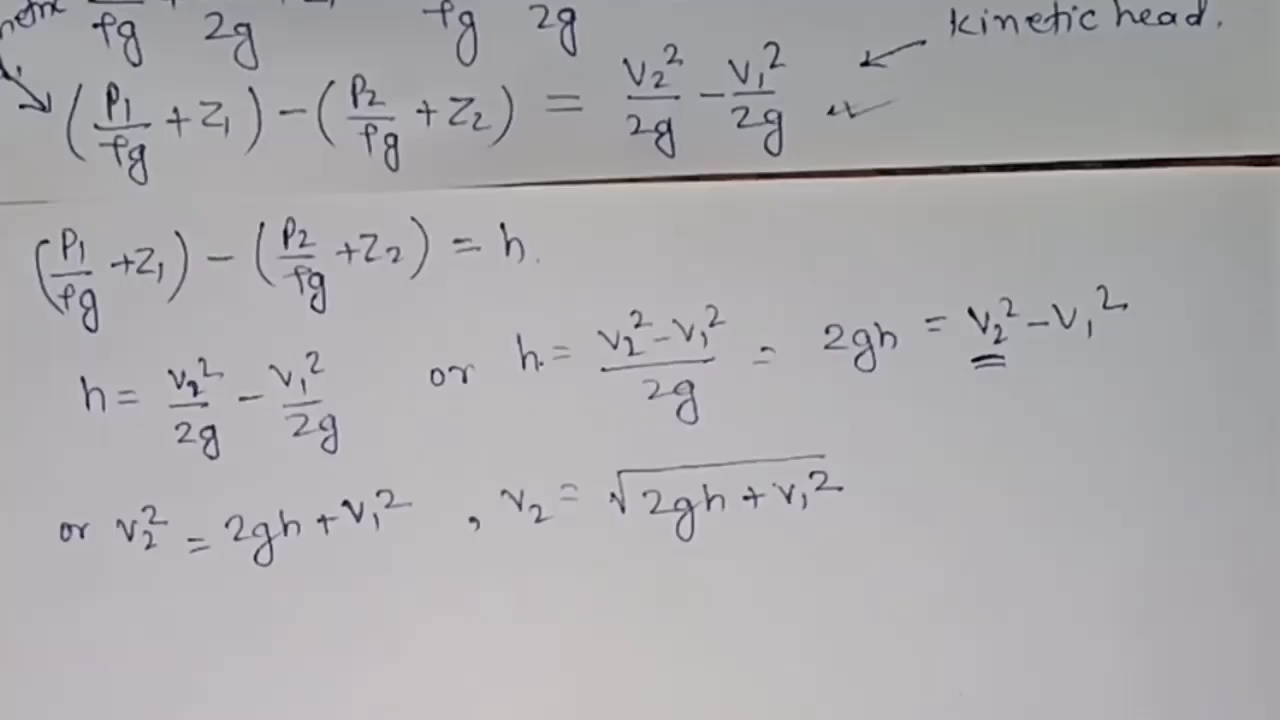 ρg 2g ρg 2g kinetic head.
(P₁/ρg + Z₁) - (P₂/ρg + Z₂) = V₂²/2g - V₁²/2g
(P₁/ρg + Z₁) - (P₂/ρg + Z₂) = h.
h = V₂²/2g - V₁²/2g or h = V₂² - V₁²/2g = 2gh = V₂² - V₁²
or V₂² = 2gh + V₁² , V₂ = √(2gh + V₁²)